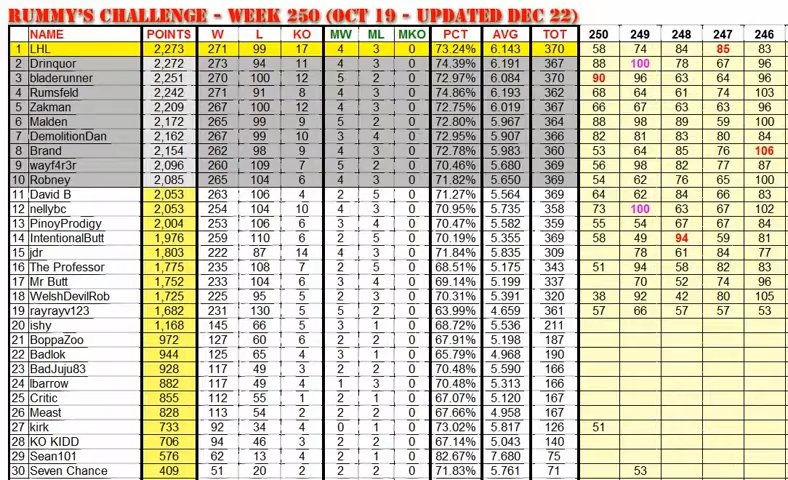 RUMMY'S CHALLENGE - WEEK 250 (OCT 19 - UPDATED DEC 22)
NAME POINTS W L KO MW ML MKO PCT AVG TOT 250 249 248 247 246
1 LHL 2,273 271 99 17 4 3 0 73.24% 6.143 370 58 74 84 85 83
2 Drinquor 2,272 273 94 11 4 3 0 74.39% 6.191 367 88 100 78 67 96
3 bladerunner 2,251 270 100 12 5 2 0 72.97% 6.084 370 90 96 63 64 96
4 Rumsfeld 2,242 271 91 8 4 3 0 74.86% 6.193 362 68 64 61 74 103
5 Zakman 2,209 267 100 12 4 3 0 72.75% 6.019 367 66 67 63 63 96
6 Malden 2,172 265 99 9 5 2 0 72.80% 5.967 364 88 98 89 59 100
7 DemolitionDan 2,162 267 99 10 3 4 0 72.95% 5.907 366 82 81 83 80 84
8 Brand 2,154 262 98 9 4 3 0 72.78% 5.983 360 53 64 85 76 106
9 wayf4r3r 2,096 260 109 7 5 2 0 70.46% 5.680 369 56 98 82 77 87
10 Robney 2,085 265 104 6 4 3 0 71.82% 5.650 369 54 62 76 65 100
11 David B 2,053 263 106 4 2 5 0 71.27% 5.564 369 64 62 84 66 83
12 nellybc 2,053 254 104 10 4 3 0 70.95% 5.735 358 73 100 63 67 102
13 PinoyProdigy 2,004 253 106 6 3 4 0 70.47% 5.582 359 55 54 67 67 84
14 IntentionalButt 1,976 259 110 6 2 5 0 70.19% 5.355 369 58 49 94 59 81
15 jdr 1,803 222 87 14 4 3 0 71.84% 5.835 309 78 61 84 77
16 The Professor 1,775 235 108 7 2 5 0 68.51% 5.175 343 51 94 58 82 83
17 Mr Butt 1,752 233 104 6 3 4 0 69.14% 5.199 337 70 52 74 96
18 WelshDevilRob 1,725 225 95 5 2 3 0 70.31% 5.391 320 38 92 42 80 105
19 rayrayv123 1,682 231 130 5 5 2 0 63.99% 4.659 361 57 66 57 57 53
20 ishy 1,168 145 66 5 3 1 0 68.72% 5.536 211
21 BoppaZoo 972 127 60 6 2 2 0 67.91% 5.198 187
22 Badlok 944 125 65 4 3 1 0 65.79% 4.968 190
23 BadJuju83 928 117 49 3 2 2 0 70.48% 5.590 166
24 lbarrow 882 117 49 4 1 3 0 70.48% 5.313 166
25 Critic 855 112 55 1 2 1 0 67.07% 5.120 167
26 Meast 828 113 54 2 2 2 0 67.66% 4.958 167
27 kirk 733 92 34 4 0 1 0 73.02% 5.817 126 51
28 KO KIDD 706 94 46 3 2 2 0 67.14% 5.043 140
29 Sean101 576 62 13 4 2 1 0 82.67% 7.680 75
30 Seven Chance 409 51 20 2 2 2 0 71.83% 5.761 71 53